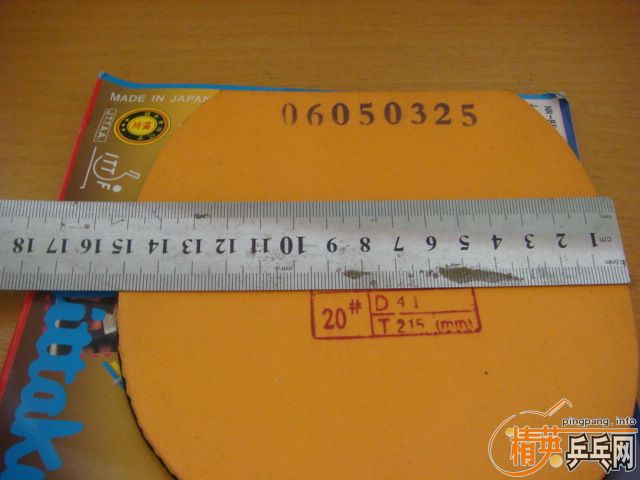 06050325
MADE IN JAPAN
JTTAA
ITTF
18 17 16 15 14 13 12 11 10 9 8 7 6 5 4 3 2 1
20#
D 41
T 215 (mm)
pingpang.info
精英乒乓网